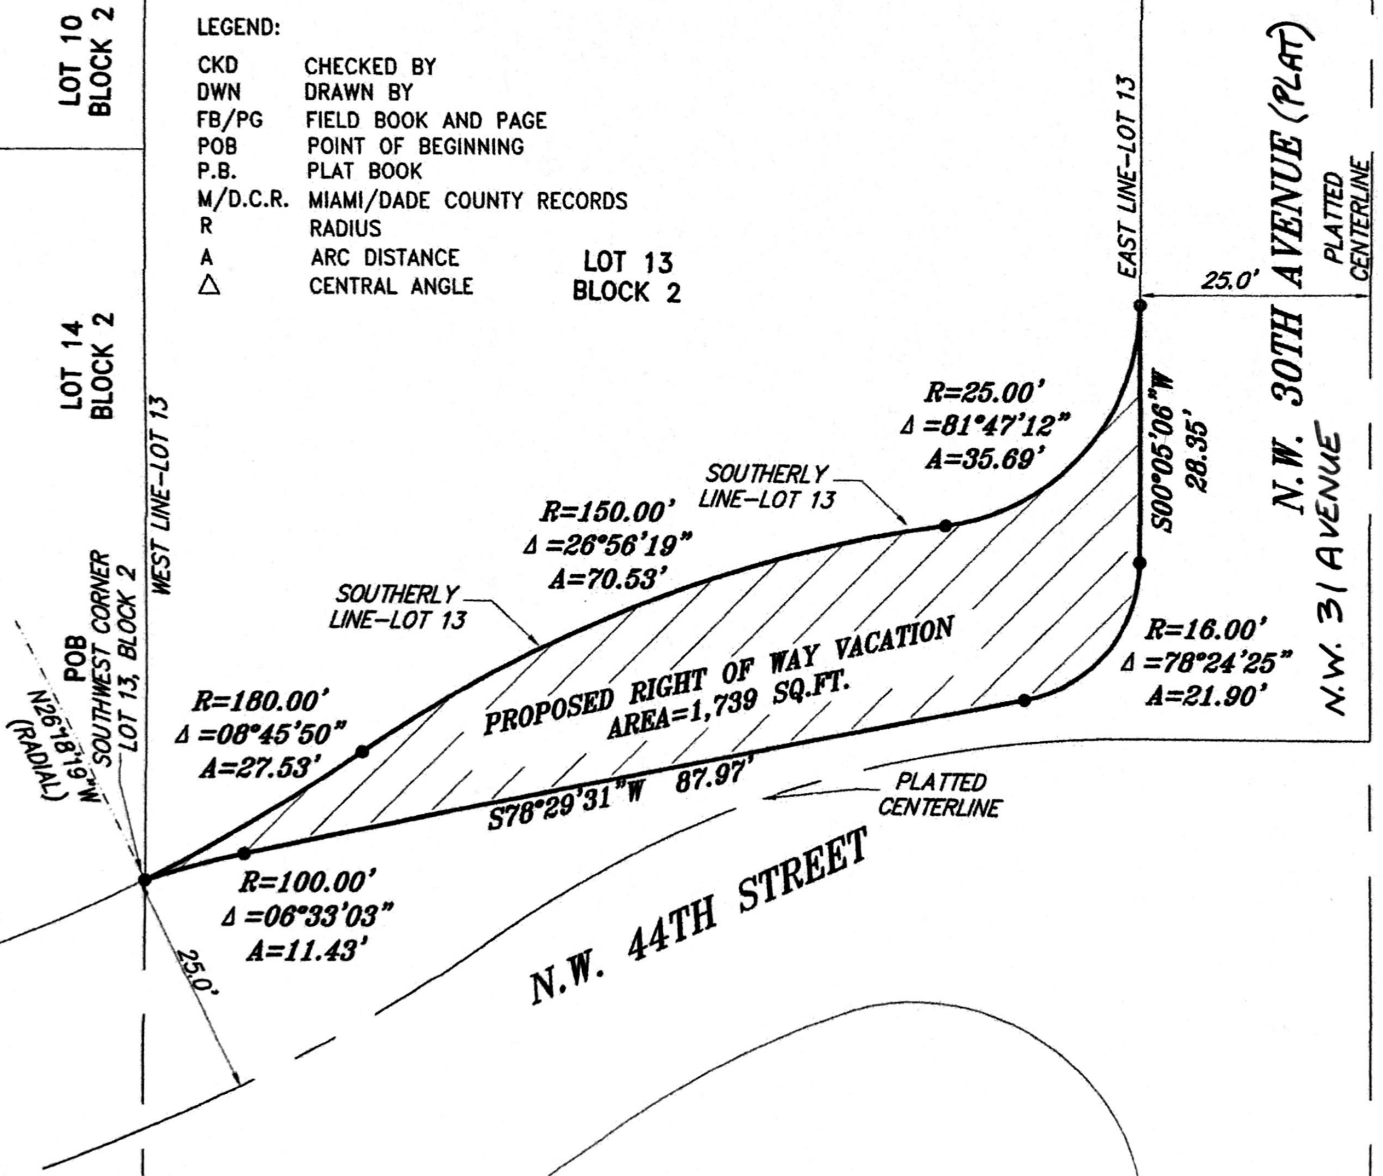 LOT 10
BLOCK 2
LEGEND:
CKD CHECKED BY
DWN DRAWN BY
FB/PG FIELD BOOK AND PAGE
POB POINT OF BEGINNING
P.B. PLAT BOOK
M/D.C.R. MIAMI/DADE COUNTY RECORDS
R RADIUS
A ARC DISTANCE
△ CENTRAL ANGLE
LOT 13
BLOCK 2
EAST LINE-LOT 13
25.0'
N.W. 30TH AVENUE (PLAT)
N.W. 31 AVENUE
PLATTED
CENTERLINE
LOT 14
BLOCK 2
WEST LINE-LOT 13
R=25.00'
Δ=81°47'12"
A=35.69'
S00°05'06"W
28.35'
SOUTHERLY
LINE-LOT 13
R=150.00'
Δ=26°56'19"
A=70.53'
SOUTHERLY
LINE-LOT 13
POB
SOUTHWEST CORNER
LOT 13, BLOCK 2
N26°18'19"W
(RADIAL)
R=180.00'
Δ=08°45'50"
A=27.53'
PROPOSED RIGHT OF WAY VACATION
AREA=1,739 SQ.FT.
R=16.00'
Δ=78°24'25"
A=21.90'
S78°29'31"W 87.97'
PLATTED
CENTERLINE
R=100.00'
Δ=06°33'03"
A=11.43'
25.0'
N.W. 44TH STREET